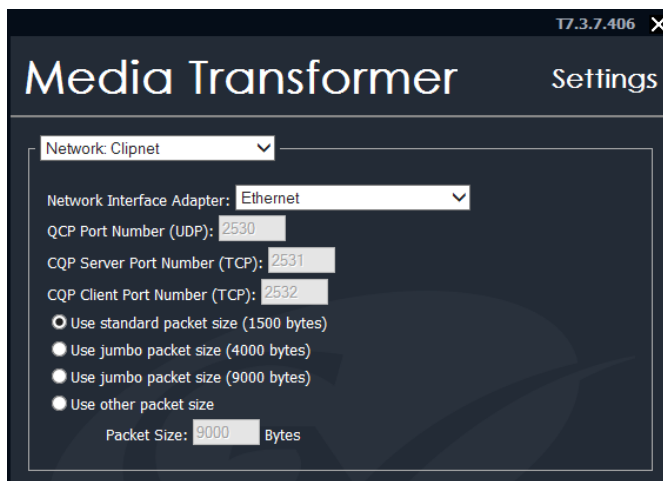 T7.3.7.406
Media Transformer Settings
Network: Clipnet
Network Interface Adapter: Ethernet
QCP Port Number (UDP): 2530
CQP Server Port Number (TCP): 2531
CQP Client Port Number (TCP): 2532
Use standard packet size (1500 bytes)
Use jumbo packet size (4000 bytes)
Use jumbo packet size (9000 bytes)
Use other packet size
Packet Size: 9000 Bytes